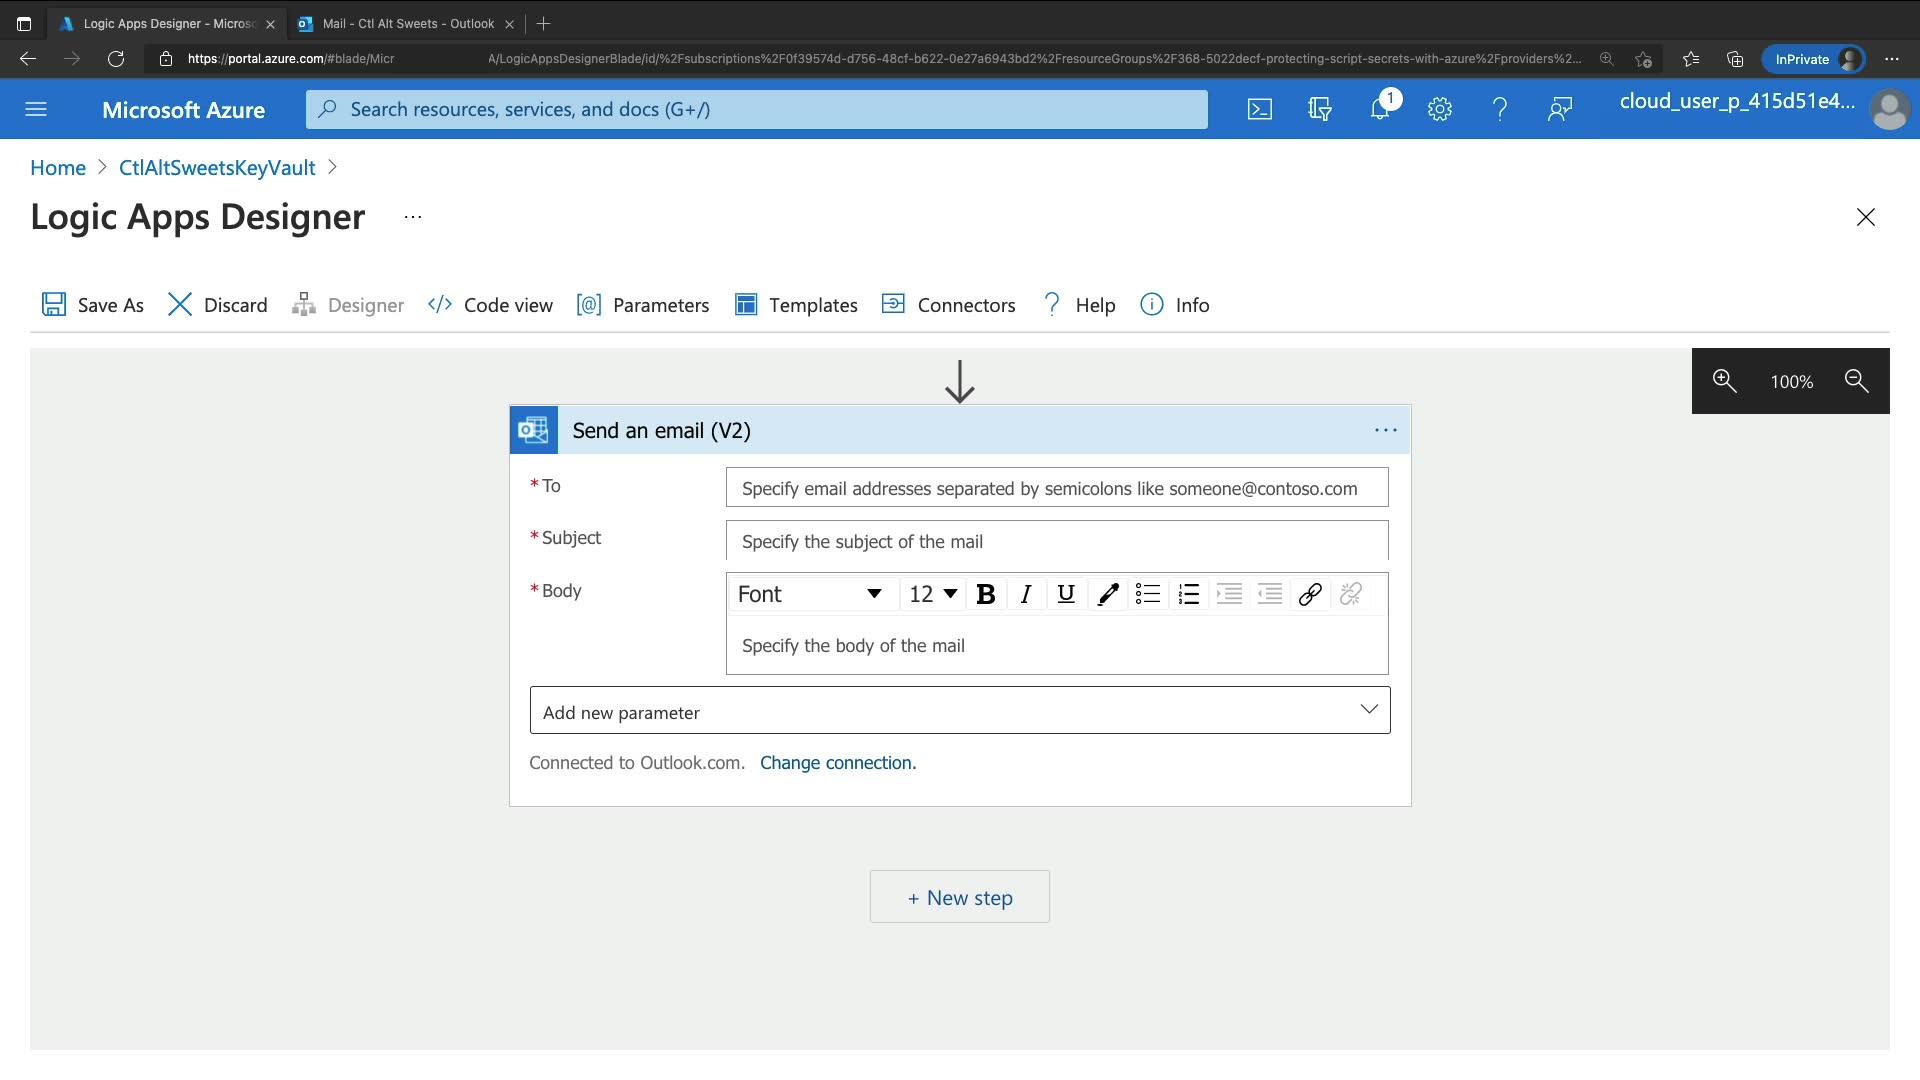 Logic Apps Designer - Microso
Mail - Ctl Alt Sweets - Outlook
https://portal.azure.com/#blade/Micr A/LogicAppsDesignerBlade/id/%2Fsubscriptions%2F0f39574d-d756-48cf-b622-0e27a6943bd2%2FresourceGroups%2F368-5022decf-protecting-script-secrets-with-azure%2Fproviders%2...
InPrivate
Microsoft Azure
Search resources, services, and docs (G+/)
1
cloud_user_p_415d51e4...
Home > CtlAltSweetsKeyVault >
Logic Apps Designer ...
Save As
Discard
Designer
Code view
Parameters
Templates
Connectors
Help
Info
100%
Send an email (V2)
* To
Specify email addresses separated by semicolons like someone@contoso.com
* Subject
Specify the subject of the mail
* Body
Font 12 B I U
Specify the body of the mail
Add new parameter
Connected to Outlook.com. Change connection.
+ New step